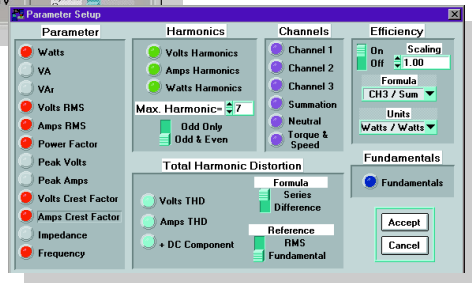 Parameter Setup
Parameter
Watts
VA
VAr
Volts RMS
Amps RMS
Power Factor
Peak Volts
Peak Amps
Volts Crest Factor
Amps Crest Factor
Impedance
Frequency
Harmonics
Volts Harmonics
Amps Harmonics
Watts Harmonics
Max. Harmonic= 7
Odd Only
Odd & Even
Channels
Channel 1
Channel 2
Channel 3
Summation
Neutral
Torque &
Speed
Efficiency
On
Off
Scaling
1.00
Formula
CH3 / Sum
Units
Watts / Watts
Total Harmonic Distortion
Volts THD
Amps THD
+ DC Component
Formula
Series
Difference
Reference
RMS
Fundamental
Fundamentals
Fundamentals
Accept
Cancel